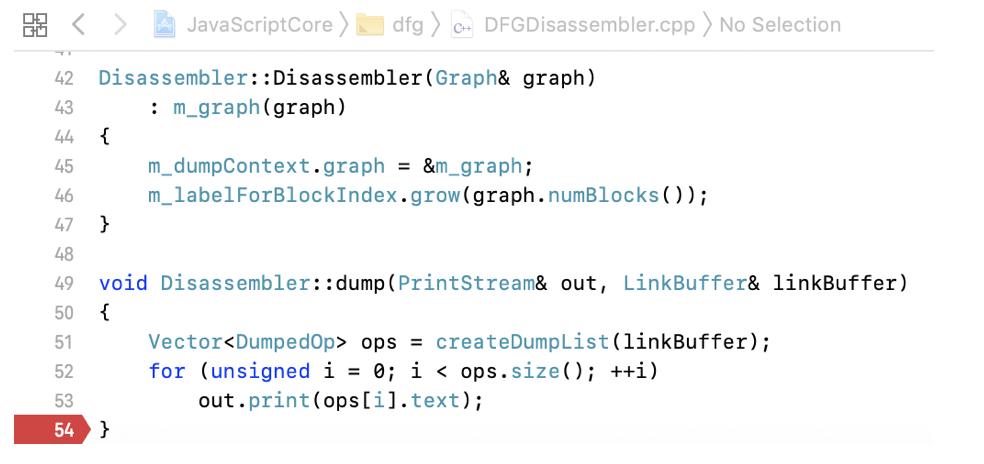 JavaScriptCore dfg DFGDisassembler.cpp No Selection
42 Disassembler::Disassembler(Graph& graph)
43     : m_graph(graph)
44 {
45     m_dumpContext.graph = &m_graph;
46     m_labelForBlockIndex.grow(graph.numBlocks());
47 }
48
49 void Disassembler::dump(PrintStream& out, LinkBuffer& linkBuffer)
50 {
51     Vector<DumpedOp> ops = createDumpList(linkBuffer);
52     for (unsigned i = 0; i < ops.size(); ++i)
53         out.print(ops[i].text);
54 }